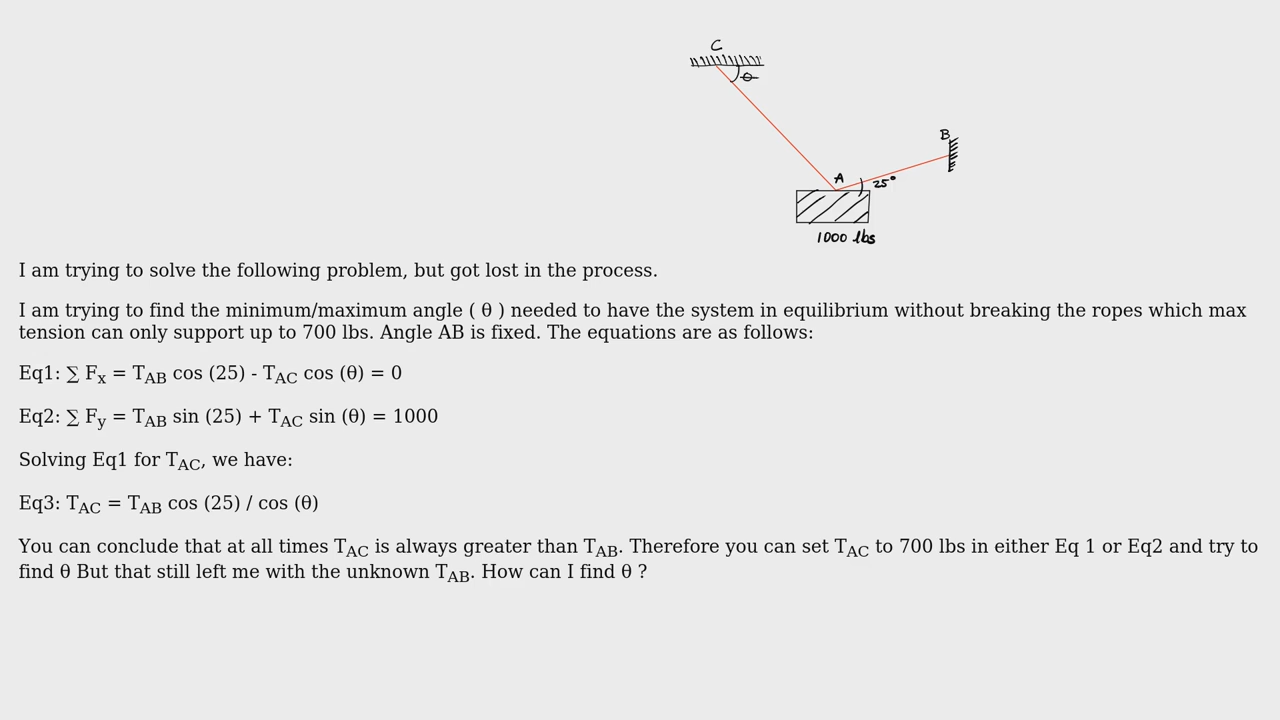 C
θ
B
A
25°
1000 lbs
I am trying to solve the following problem, but got lost in the process.
I am trying to find the minimum/maximum angle ( θ ) needed to have the system in equilibrium without breaking the ropes which max
tension can only support up to 700 lbs. Angle AB is fixed. The equations are as follows:
Eq1: ∑ Fx = TAB cos (25) - TAC cos (θ) = 0
Eq2: ∑ Fy = TAB sin (25) + TAC sin (θ) = 1000
Solving Eq1 for TAC, we have:
Eq3: TAC = TAB cos (25) / cos (θ)
You can conclude that at all times TAC is always greater than TAB. Therefore you can set TAC to 700 lbs in either Eq 1 or Eq2 and try to
find θ But that still left me with the unknown TAB. How can I find θ ?